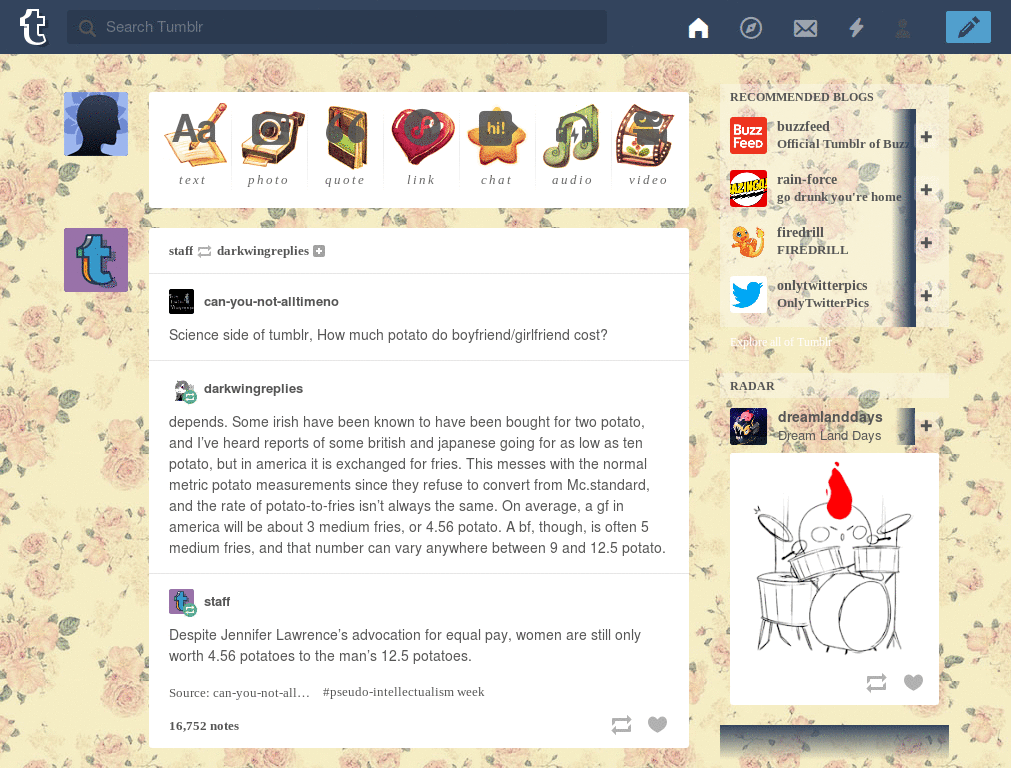 t
Search Tumblr
Aa
hi!
text
photo
quote
link
chat
audio
video
staff darkwingreplies
can-you-not-alltimeno
Science side of tumblr, How much potato do boyfriend/girlfriend cost?
darkwingreplies
depends. Some irish have been known to have been bought for two potato,
and I’ve heard reports of some british and japanese going for as low as ten
potato, but in america it is exchanged for fries. This messes with the normal
metric potato measurements since they refuse to convert from Mc.standard,
and the rate of potato-to-fries isn’t always the same. On average, a gf in
america will be about 3 medium fries, or 4.56 potato. A bf, though, is often 5
medium fries, and that number can vary anywhere between 9 and 12.5 potato.
t
staff
Despite Jennifer Lawrence’s advocation for equal pay, women are still only
worth 4.56 potatoes to the man’s 12.5 potatoes.
Source: can-you-not-all… #pseudo-intellectualism week
16,752 notes
RECOMMENDED BLOGS
Buzz
Feed
buzzfeed
Official Tumblr of Buzz
rain-force
go drunk you're home
firedrill
FIREDRILL
onlytwitterpics
OnlyTwitterPics
Explore all of Tumblr
RADAR
dreamlanddays
Dream Land Days